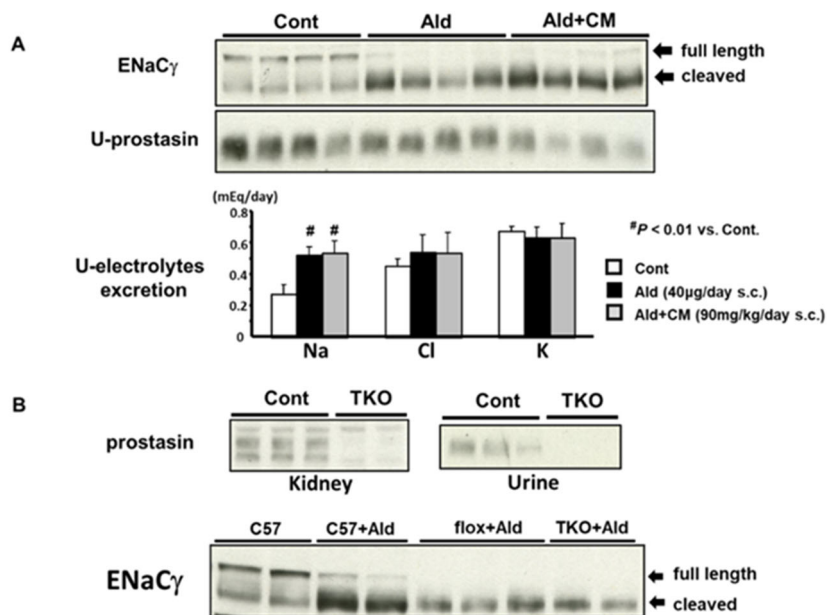 A
Cont Ald Ald+CM
ENaCγ
full length
cleaved
U-prostasin
(mEq/day)
0.8
0.6
0.4
0.2
0
U-electrolytes
excretion
# #
Na Cl K
#P < 0.01 vs. Cont.
Cont
Ald (40μg/day s.c.)
Ald+CM (90mg/kg/day s.c.)
B
Cont TKO Cont TKO
prostasin
Kidney Urine
C57 C57+Ald flox+Ald TKO+Ald
ENaCγ
full length
cleaved